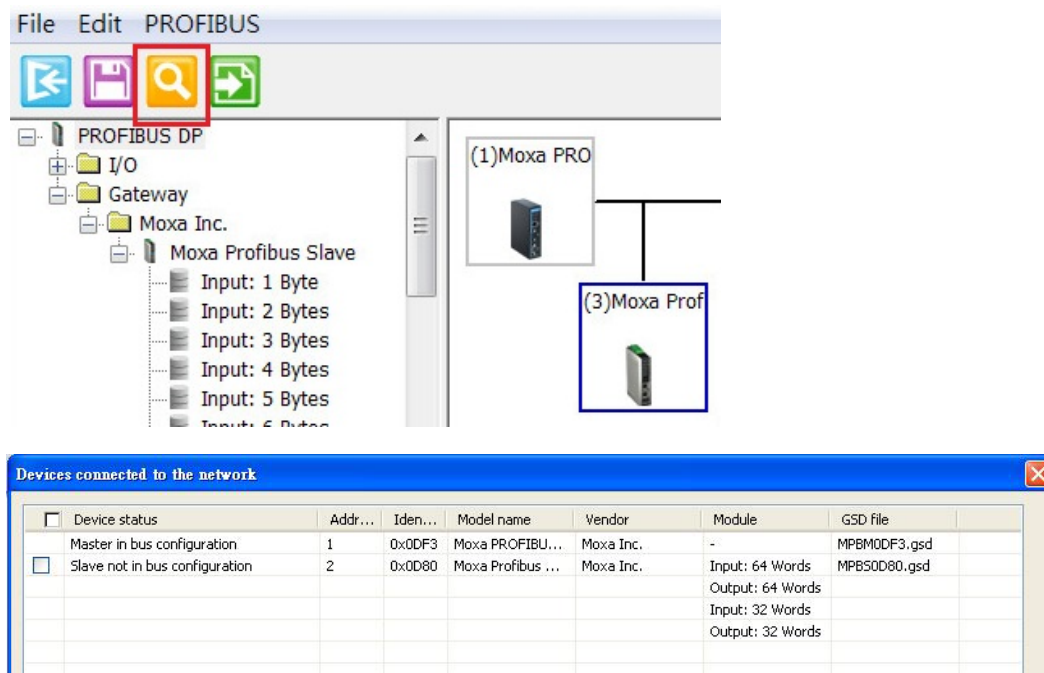 File Edit PROFIBUS
PROFIBUS DP
I/O
Gateway
Moxa Inc.
Moxa Profibus Slave
Input: 1 Byte
Input: 2 Bytes
Input: 3 Bytes
Input: 4 Bytes
Input: 5 Bytes
(1)Moxa PRO
(3)Moxa Prof
Devices connected to the network
Device status Addr... Iden... Model name Vendor Module GSD file
Master in bus configuration 1 0x0DF3 Moxa PROFIBU... Moxa Inc. - MPBM0DF3.gsd
Slave not in bus configuration 2 0x0D80 Moxa Profibus ... Moxa Inc. Input: 64 Words MPBS0D80.gsd
Output: 64 Words
Input: 32 Words
Output: 32 Words